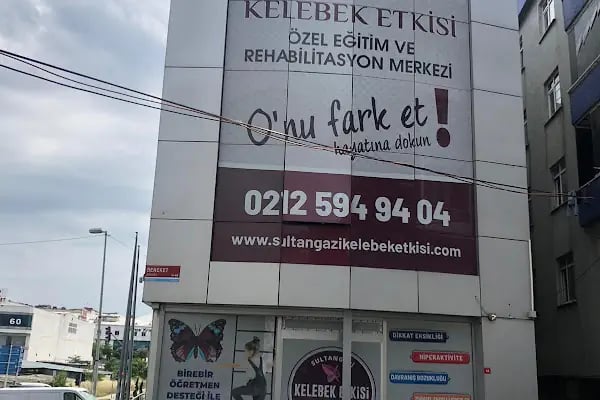 KELEBEK ETKİSİ
ÖZEL EĞİTİM VE
REHABİLİTASYON MERKEZİ
O'nu fark et!
hayatına dokun
0212 594 94 04
www.sultangazikelebeketkisi.com
BEREKET
60
BİREBİR
ÖĞRETMEN
DESTEĞİ İLE
SULTANGAZİ
KELEBEK ETKİSİ
DİKKAT EKSİKLİĞİ
HİPERAKTİVİTE
DAVRANIŞ BOZUKLUĞU